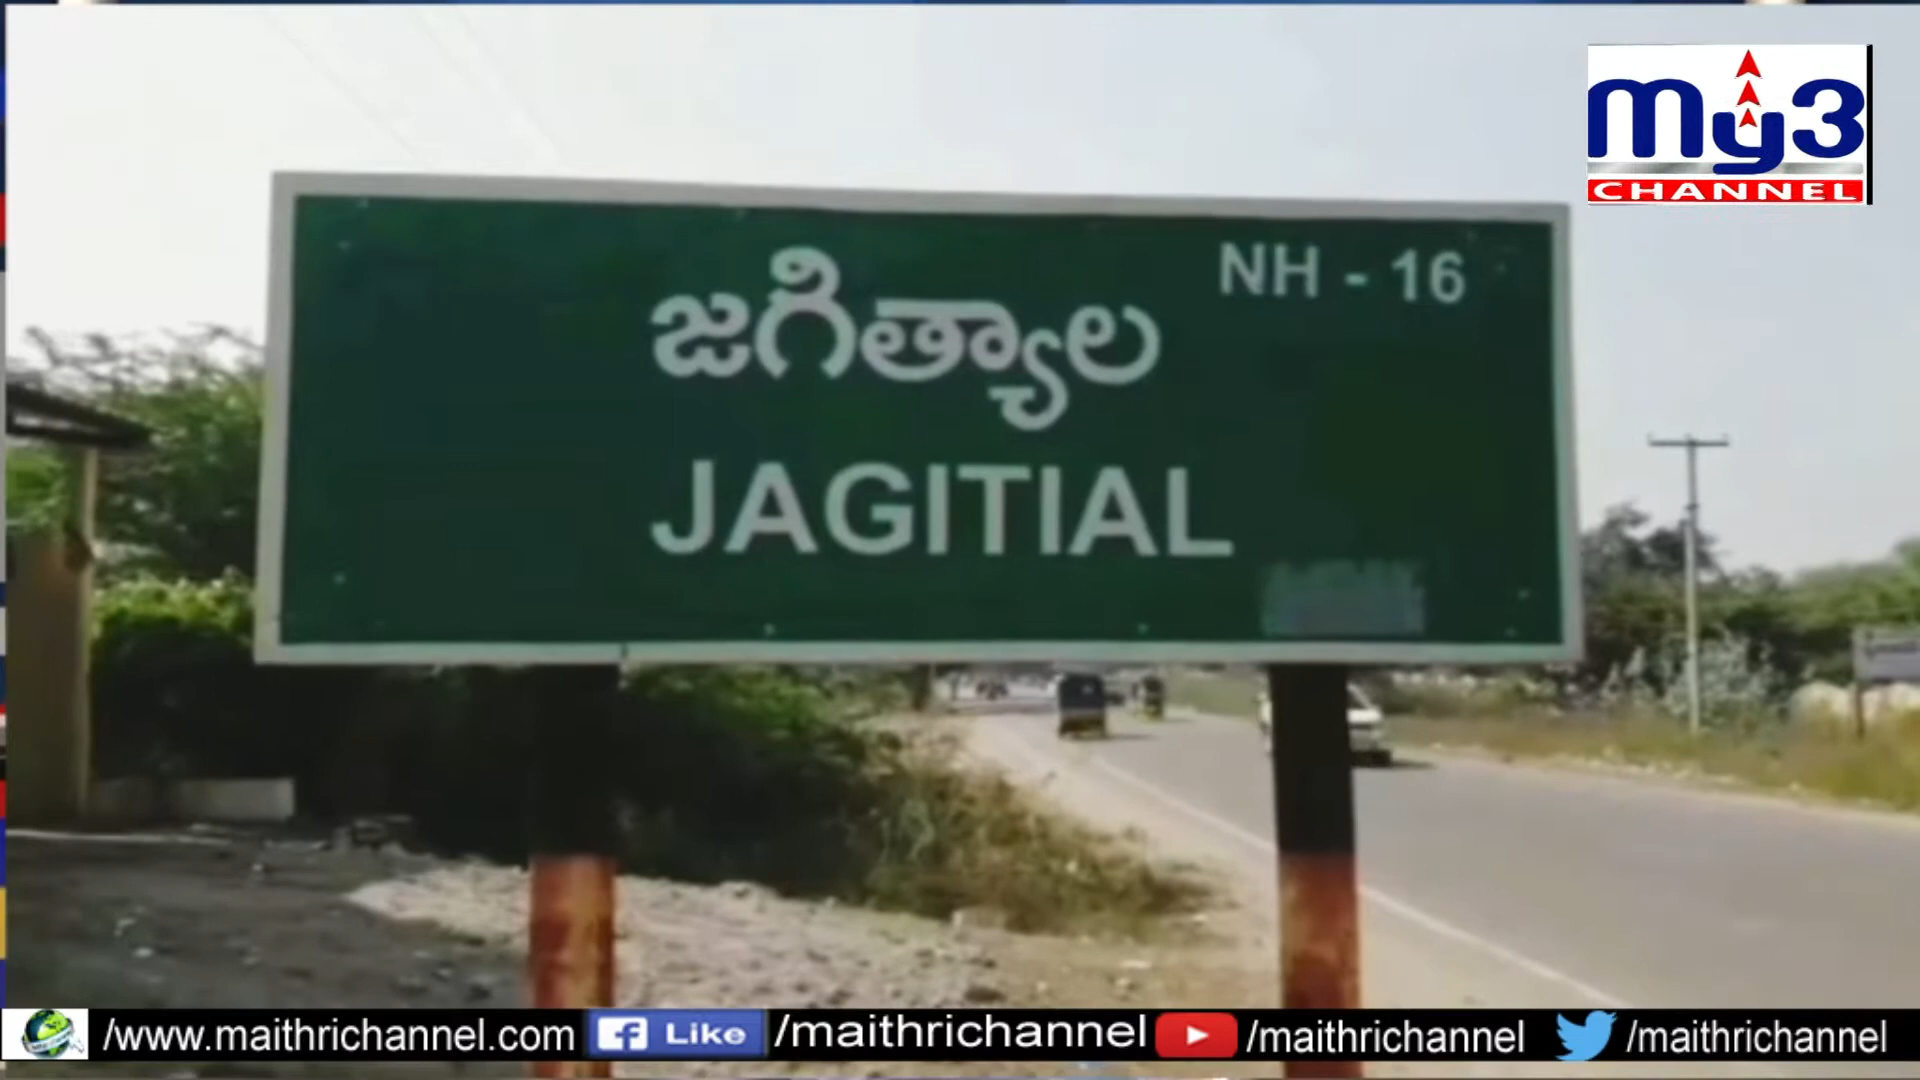 my3
CHANNEL
NH - 16
జగిత్యాల
JAGITIAL
/www.maithrichannel.com
f Like /maithrichannel
/maithrichannel
/maithrichannel